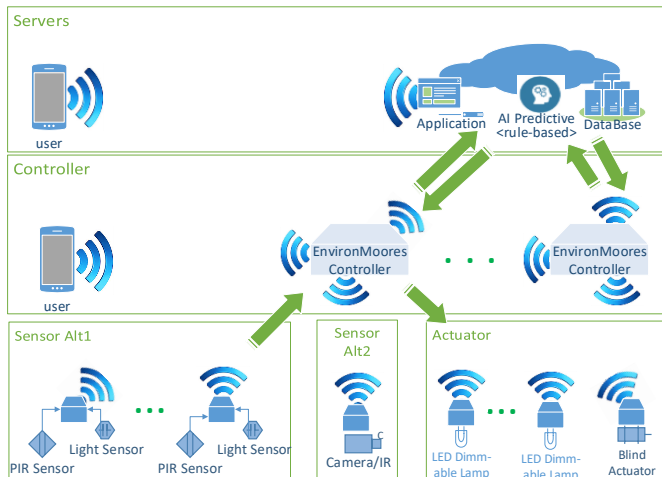 Servers
user
Application
AI Predictive
<rule-based>
DataBase
Controller
user
EnvironMoores
Controller
EnvironMoores
Controller
Sensor Alt1
Light Sensor
PIR Sensor
Light Sensor
PIR Sensor
Sensor
Alt2
C
Camera/IR
Actuator
LED Dimm-
able Lamp
LED Dimm-
able Lamp
Blind
Actuator